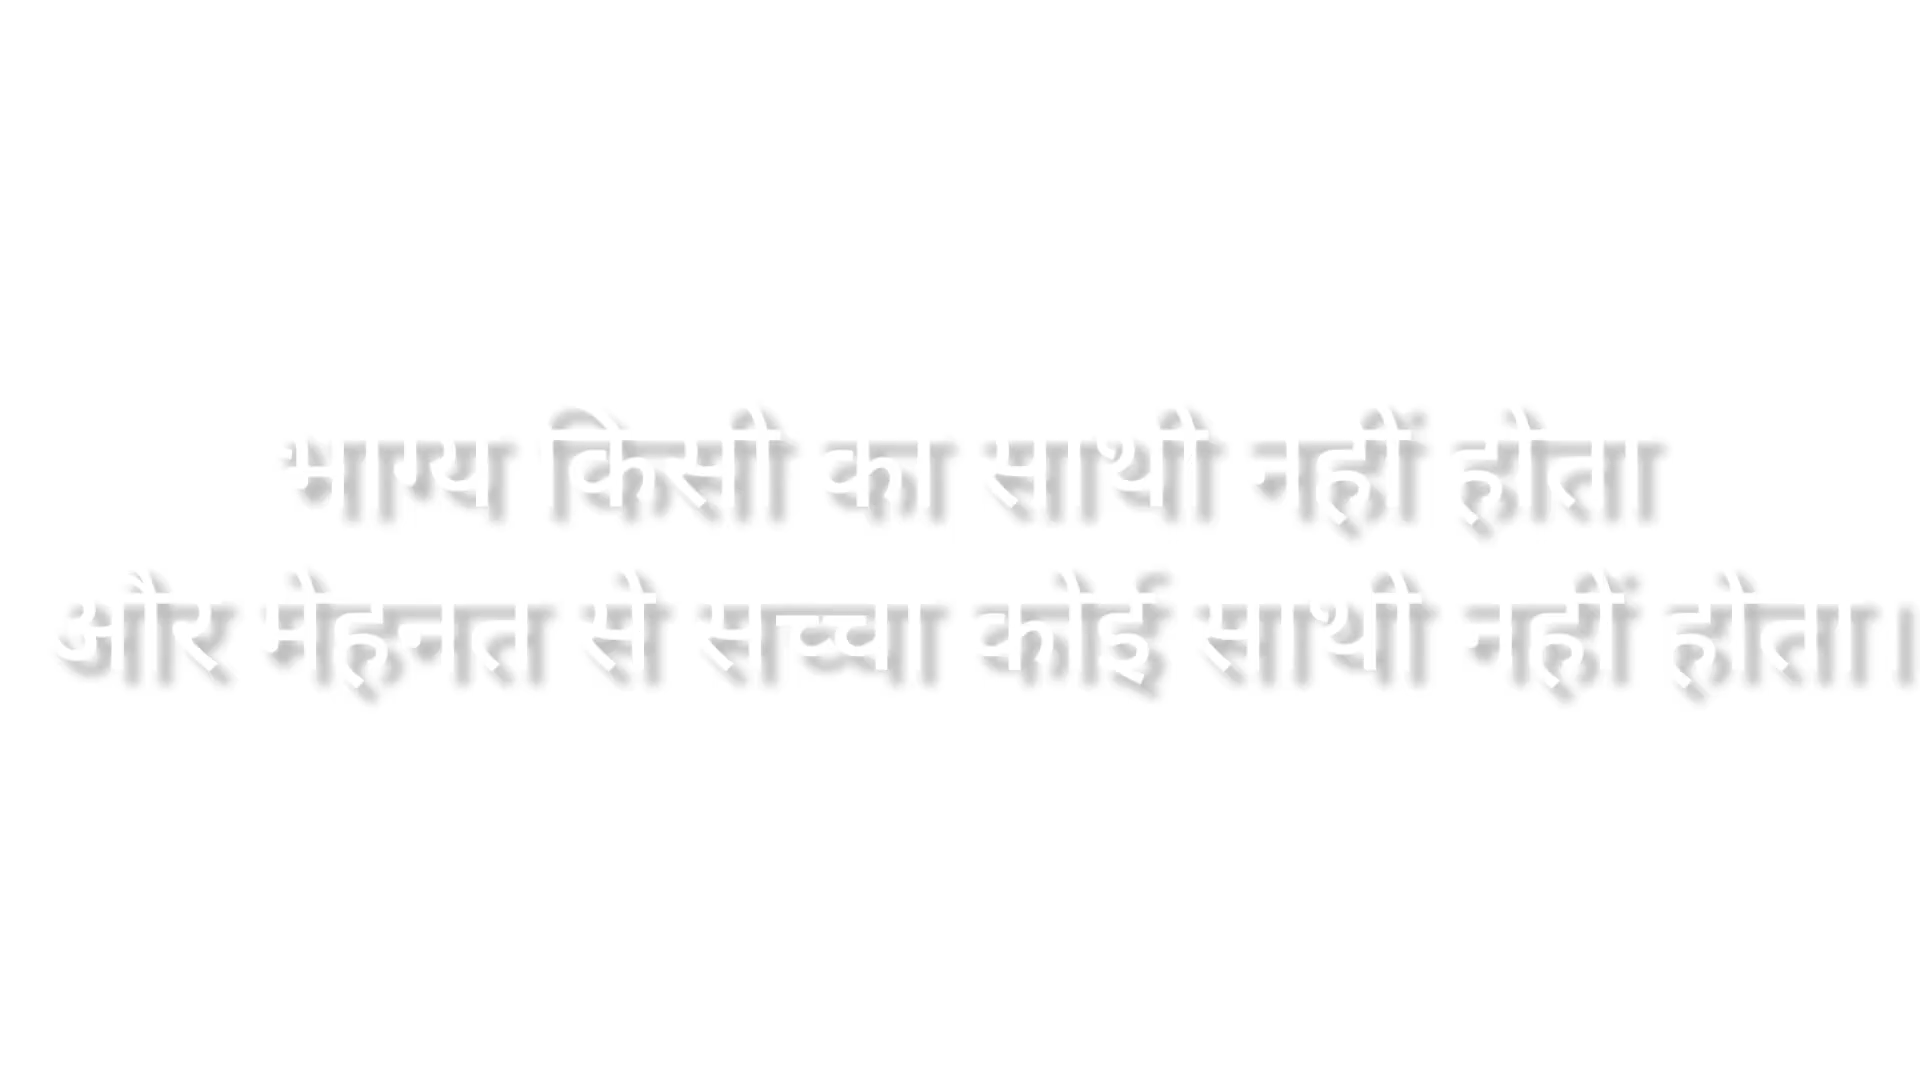 भाग्य किसी का साथी नहीं होता
और मेहनत से सच्चा कोई साथी नहीं होता।